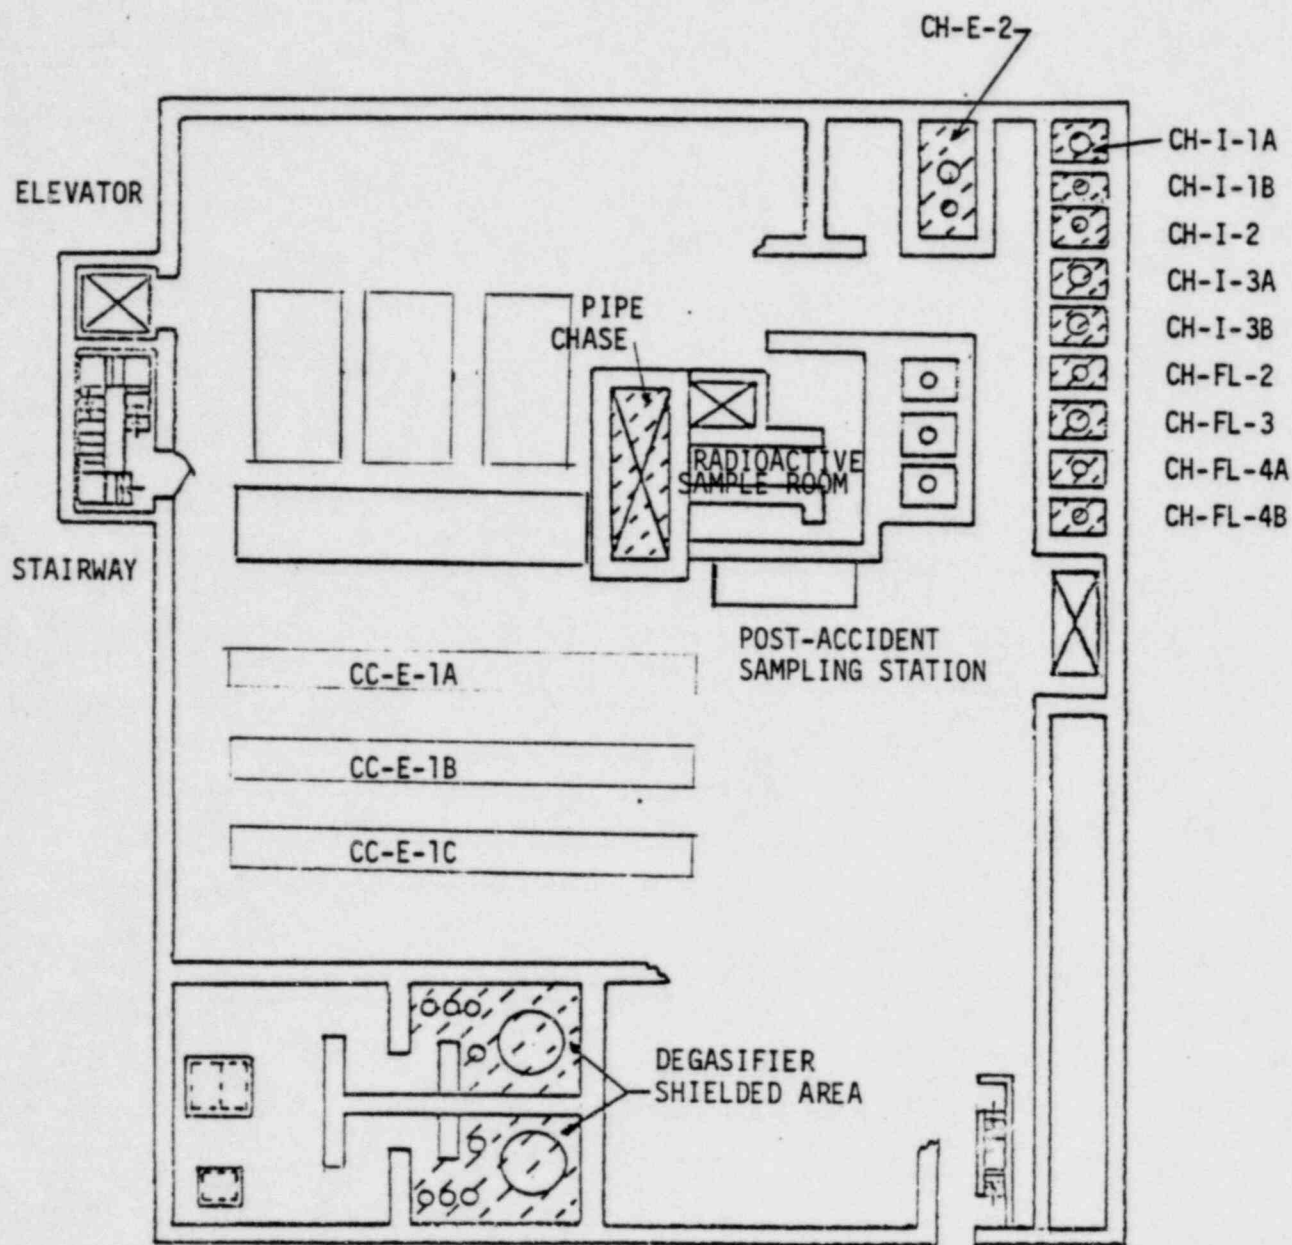 CH-E-2
CH-I-1A
CH-I-1B
CH-I-2
CH-I-3A
CH-I-3B
CH-FL-2
CH-FL-3
CH-FL-4A
CH-FL-4B
ELEVATOR
PIPE
CHASE
RADIOACTIVE
SAMPLE ROOM
STAIRWAY
POST-ACCIDENT
SAMPLING STATION
CC-E-1A
CC-E-1B
CC-E-1C
DEGASIFIER
SHIELDED AREA